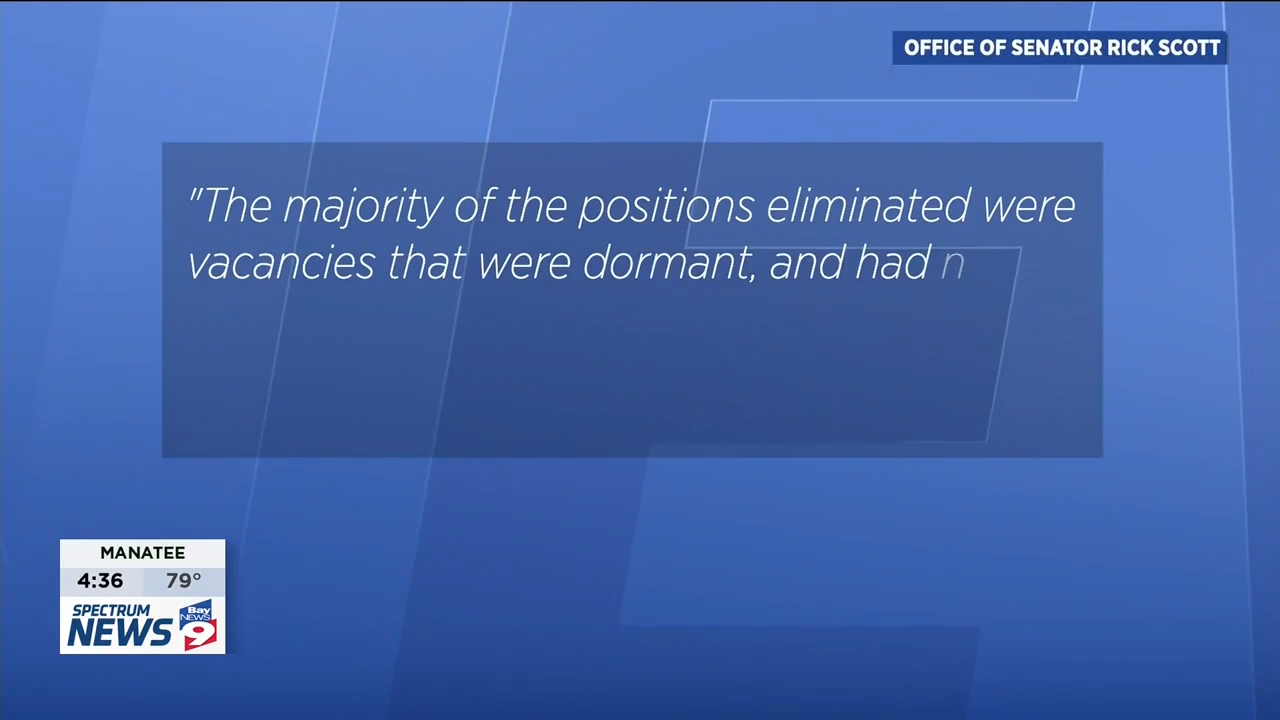 OFFICE OF SENATOR RICK SCOTT
"The majority of the positions eliminated were
vacancies that were dormant, and had n
MANATEE
4:36 79°
SPECTRUM
NEWS
Bay
NEWS
9